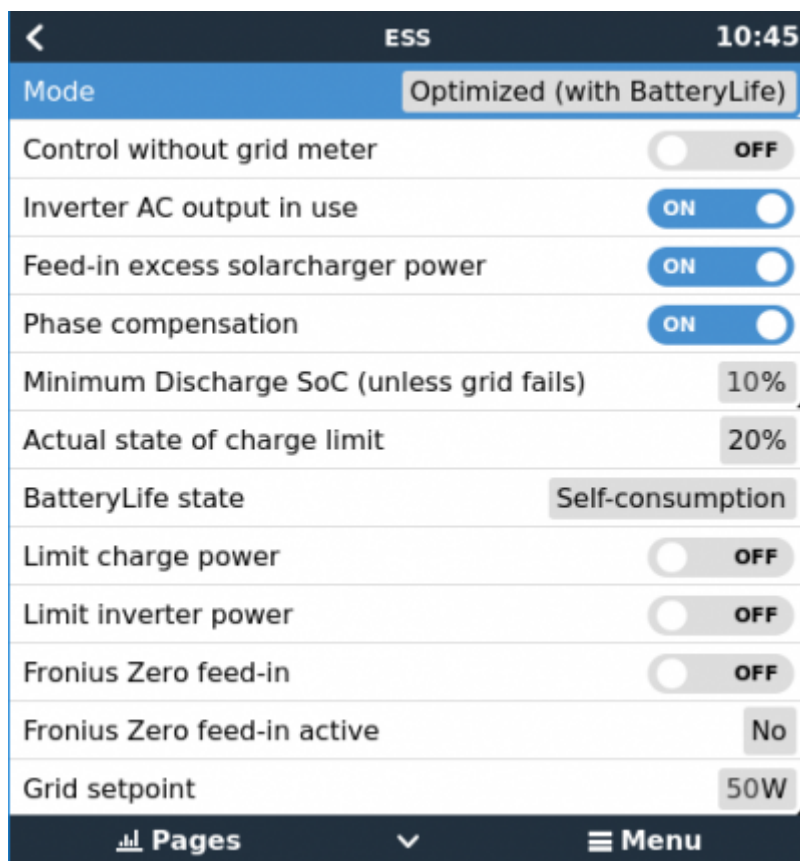 ESS 10:45
Mode Optimized (with BatteryLife)
Control without grid meter OFF
Inverter AC output in use ON
Feed-in excess solarcharger power ON
Phase compensation ON
Minimum Discharge SoC (unless grid fails) 10%
Actual state of charge limit 20%
BatteryLife state Self-consumption
Limit charge power OFF
Limit inverter power OFF
Fronius Zero feed-in OFF
Fronius Zero feed-in active No
Grid setpoint 50W
Pages Menu